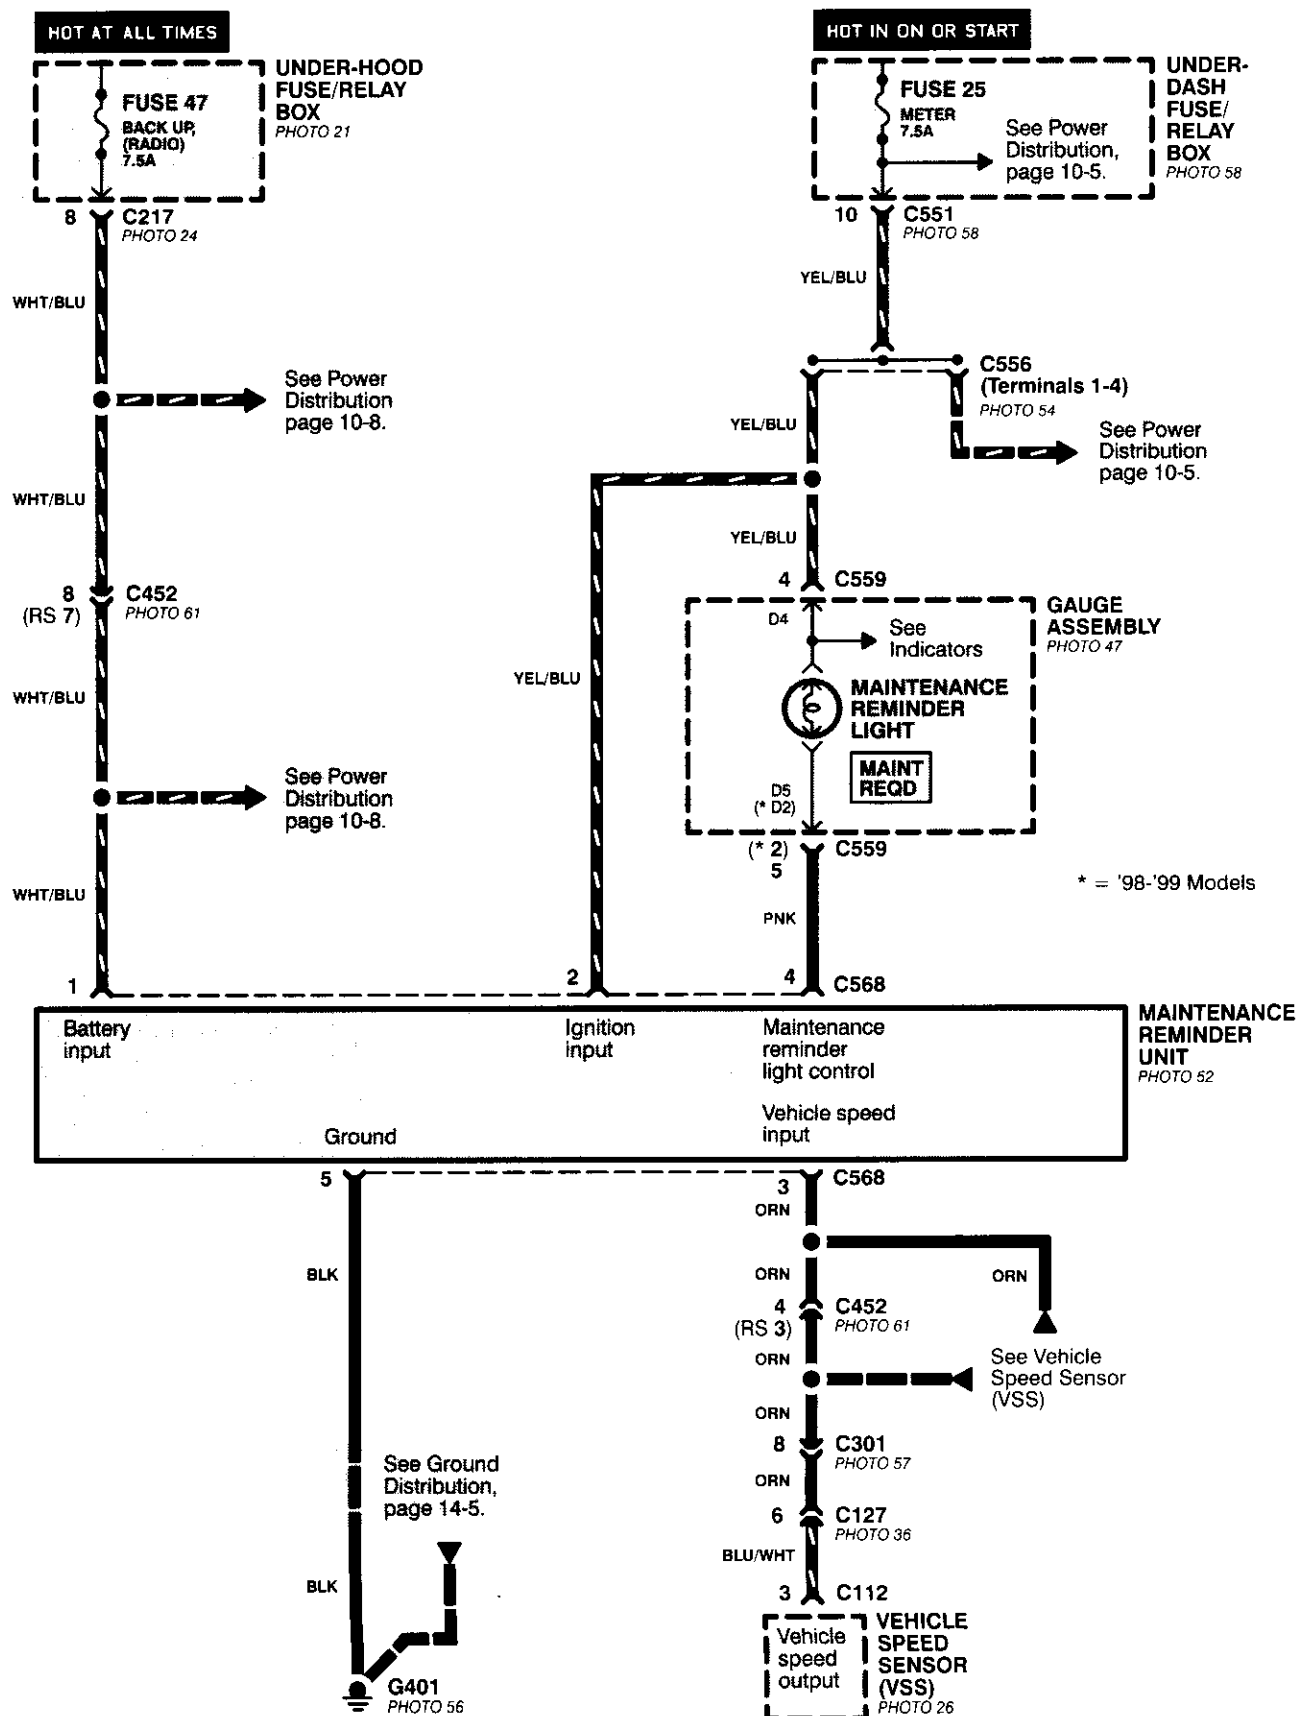 HOT AT ALL TIMES
HOT IN ON OR START
UNDER-HOOD
FUSE/RELAY
BOX
PHOTO 21
FUSE 47
BACK UP,
(RADIO)
7.5A
UNDER-
DASH
FUSE/
RELAY
BOX
PHOTO 58
FUSE 25
METER
7.5A
See Power
Distribution,
page 10-5.
8
C217
PHOTO 24
10
C551
PHOTO 58
WHT/BLU
YEL/BLU
See Power
Distribution
page 10-8.
C556
(Terminals 1-4)
PHOTO 54
YEL/BLU
See Power
Distribution
page 10-5.
WHT/BLU
YEL/BLU
8
(RS 7)
C452
PHOTO 61
4
C559
GAUGE
ASSEMBLY
PHOTO 47
D4
See
Indicators
WHT/BLU
YEL/BLU
MAINTENANCE
REMINDER
LIGHT
MAINT
REQD
See Power
Distribution
page 10-8.
D5
(* D2)
(* 2)
5
C559
* = '98-'99 Models
WHT/BLU
PNK
1
2
4
C568
MAINTENANCE
REMINDER
UNIT
PHOTO 52
Battery
input
Ignition
input
Maintenance
reminder
light control
Vehicle speed
input
Ground
5
3
C568
ORN
BLK
ORN
ORN
4
(RS 3)
C452
PHOTO 61
ORN
See Vehicle
Speed Sensor
(VSS)
ORN
8
C301
PHOTO 57
See Ground
Distribution,
page 14-5.
ORN
6
C127
PHOTO 36
BLU/WHT
BLK
3
C112
Vehicle
speed
output
VEHICLE
SPEED
SENSOR
(VSS)
PHOTO 26
G401
PHOTO 56